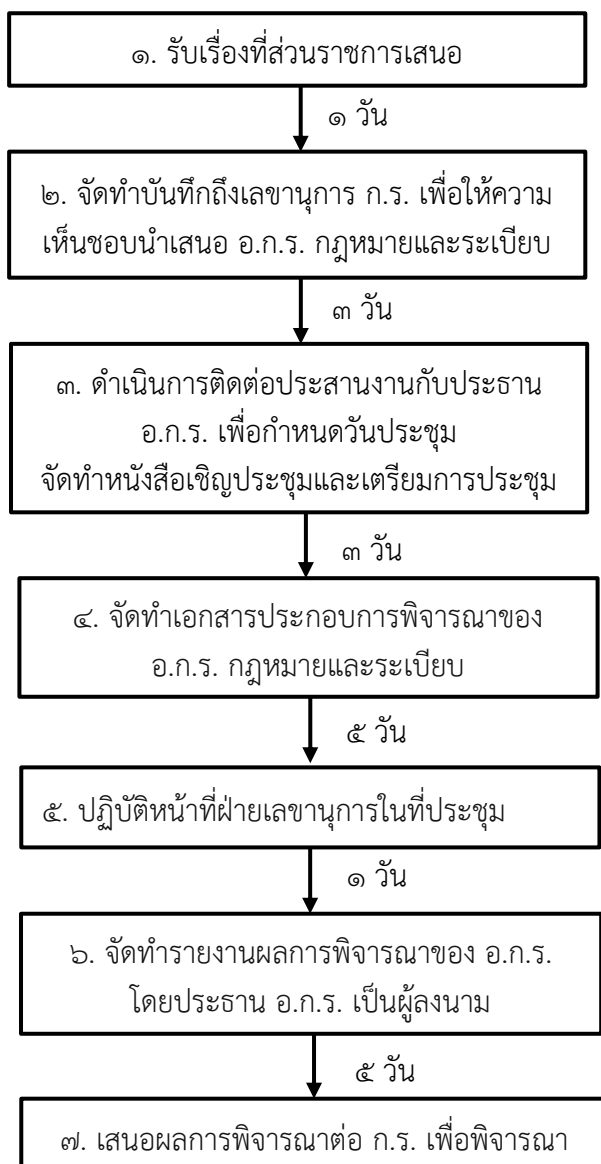 ๑. รับเรื่องที่ส่วนราชการเสนอ
๑ วัน
๒. จัดทำบันทึกถึงเลขานุการ ก.ร. เพื่อให้ความ
เห็นชอบนำเสนอ อ.ก.ร. กฎหมายและระเบียบ
๓ วัน
๓. ดำเนินการติดต่อประสานงานกับประธาน
อ.ก.ร. เพื่อกำหนดวันประชุม
จัดทำหนังสือเชิญประชุมและเตรียมการประชุม
๓ วัน
๔. จัดทำเอกสารประกอบการพิจารณาของ
อ.ก.ร. กฎหมายและระเบียบ
๕ วัน
๕. ปฏิบัติหน้าที่ฝ่ายเลขานุการในที่ประชุม
๑ วัน
๖. จัดทำรายงานผลการพิจารณาของ อ.ก.ร.
โดยประธาน อ.ก.ร. เป็นผู้ลงนาม
๕ วัน
๗. เสนอผลการพิจารณาต่อ ก.ร. เพื่อพิจารณา